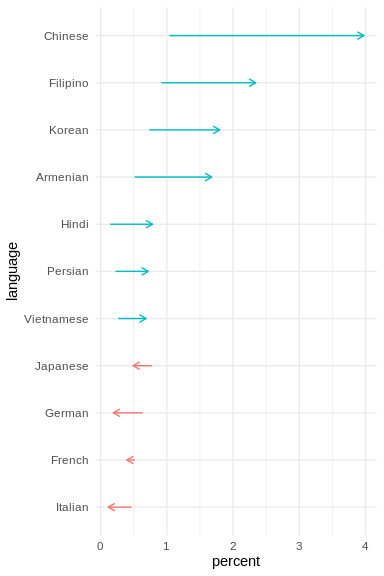 Chinese
Filipino
Korean
Armenian
Hindi
Persian
Vietnamese
Japanese
German
French
Italian
language
0 1 2 3 4
percent